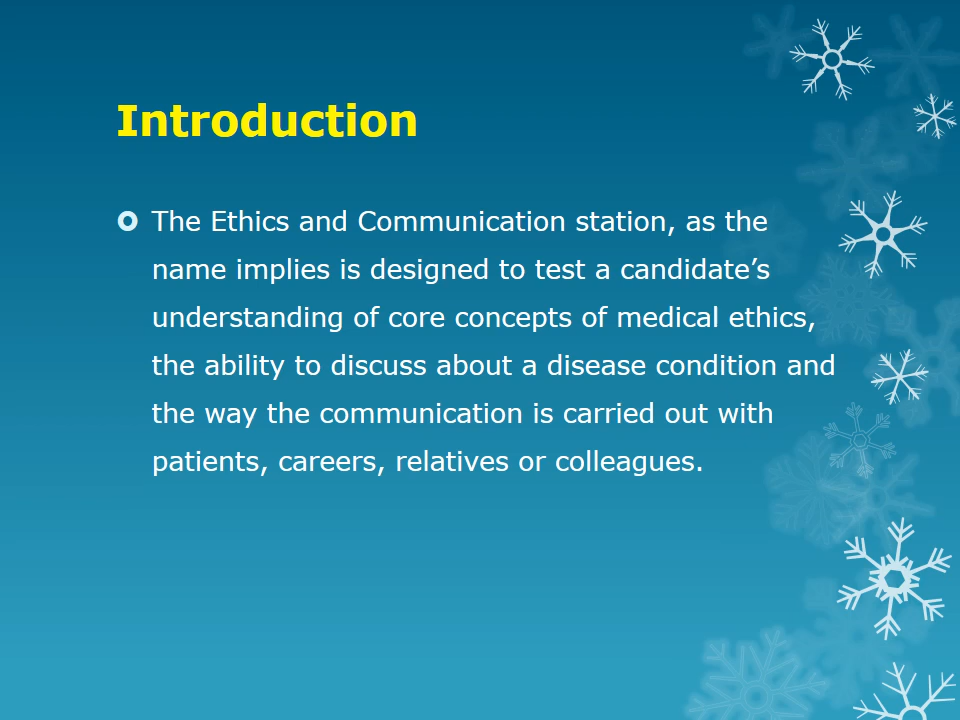 Introduction
The Ethics and Communication station, as the
name implies is designed to test a candidate’s
understanding of core concepts of medical ethics,
the ability to discuss about a disease condition and
the way the communication is carried out with
patients, careers, relatives or colleagues.